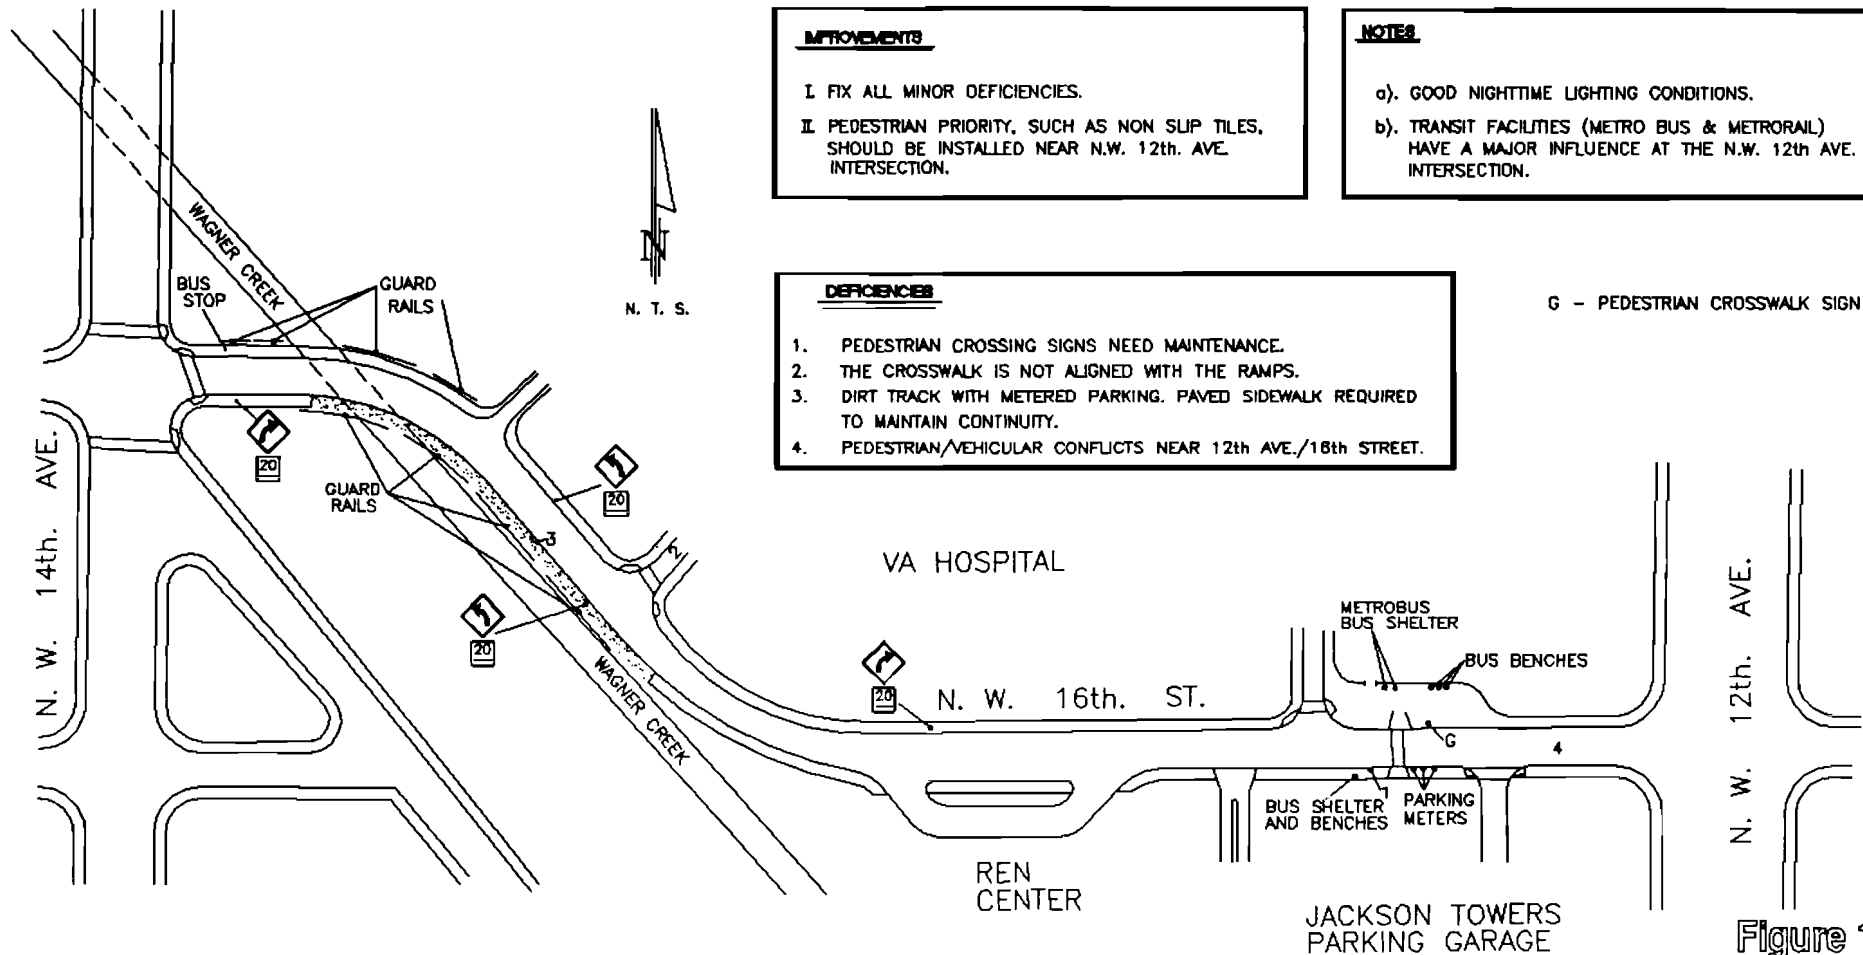 IMPROVEMENTS
I. FIX ALL MINOR DEFICIENCIES.
II. PEDESTRIAN PRIORITY, SUCH AS NON SLIP TILES,
SHOULD BE INSTALLED NEAR N.W. 12th. AVE.
INTERSECTION.
NOTES
a). GOOD NIGHTTIME LIGHTING CONDITIONS.
b). TRANSIT FACILITIES (METRO BUS & METRORAIL)
HAVE A MAJOR INFLUENCE AT THE N.W. 12th AVE.
INTERSECTION.
N
N. T. S.
DEFICIENCIES
1. PEDESTRIAN CROSSING SIGNS NEED MAINTENANCE.
2. THE CROSSWALK IS NOT ALIGNED WITH THE RAMPS.
3. DIRT TRACK WITH METERED PARKING. PAVED SIDEWALK REQUIRED
TO MAINTAIN CONTINUITY.
4. PEDESTRIAN/VEHICULAR CONFLICTS NEAR 12th AVE./16th STREET.
G - PEDESTRIAN CROSSWALK SIGN
WAGNER CREEK
BUS
STOP
GUARD
RAILS
20
GUARD
RAILS
20
3
2
20
WAGNER CREEK
N. W. 14th. AVE.
VA HOSPITAL
20
N. W. 16th. ST.
METROBUS
BUS SHELTER
BUS BENCHES
G
4
1
BUS SHELTER
AND BENCHES
PARKING
METERS
N. W. 12th. AVE.
REN
CENTER
JACKSON TOWERS
PARKING GARAGE
Figure 1